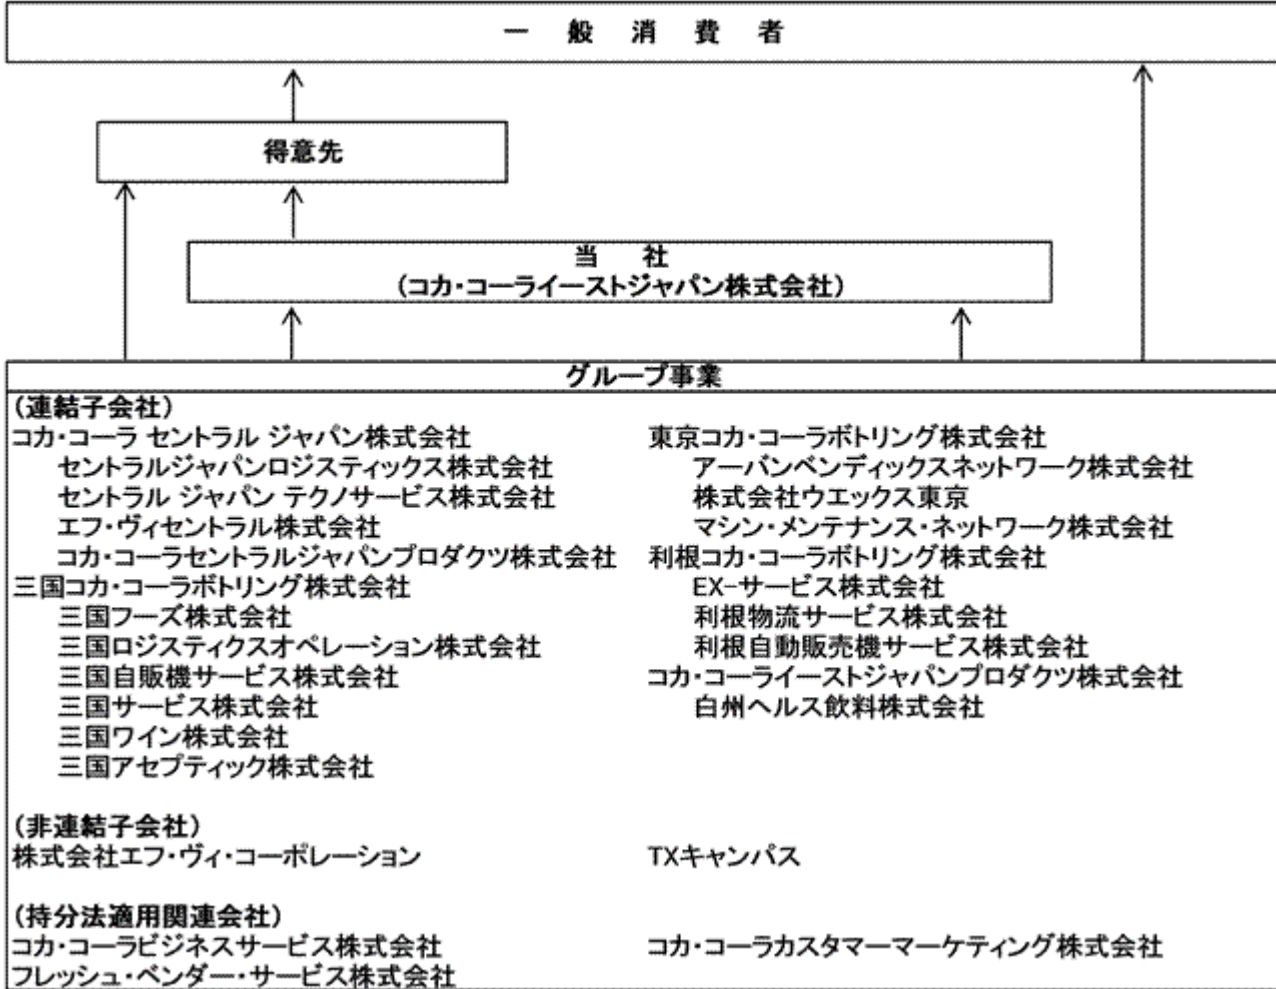 一 般 消 費 者
得意先
当 社
(コカ・コーライーストジャパン株式会社)
グループ事業
(連結子会社)
コカ・コーラ セントラル ジャパン株式会社
セントラルジャパンロジスティックス株式会社
セントラル ジャパン テクノサービス株式会社
エフ・ヴィセントラル株式会社
コカ・コーラセントラルジャパンプロダクツ株式会社
三国コカ・コーラボトリング株式会社
三国フーズ株式会社
三国ロジスティクスオペレーション株式会社
三国自販機サービス株式会社
三国サービス株式会社
三国ワイン株式会社
三国アセプティック株式会社
東京コカ・コーラボトリング株式会社
アーバンベンディックスネットワーク株式会社
株式会社ウエックス東京
マシン・メンテナンス・ネットワーク株式会社
利根コカ・コーラボトリング株式会社
EX-サービス株式会社
利根物流サービス株式会社
利根自動販売機サービス株式会社
コカ・コーライーストジャパンプロダクツ株式会社
白州ヘルス飲料株式会社
(非連結子会社)
株式会社エフ・ヴィ・コーポレーション
TXキャンパス
(持分法適用関連会社)
コカ・コーラビジネスサービス株式会社
コカ・コーラカスタマーマーケティング株式会社
フレッシュ・ベンダー・サービス株式会社